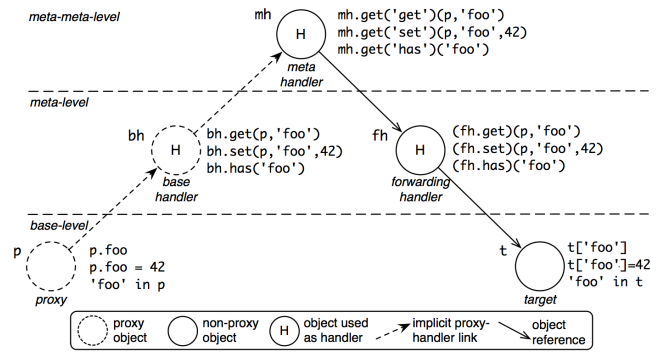 meta-meta-level
mh
H
meta
handler
mh.get('get')(p,'foo')
mh.get('set')(p,'foo',42)
mh.get('has')('foo')
meta-level
bh
H
base
handler
bh.get(p,'foo')
bh.set(p,'foo',42)
bh.has('foo')
fh
H
forwarding
handler
(fh.get)(p,'foo')
(fh.set)(p,'foo',42)
(fh.has)('foo')
base-level
p
proxy
p.foo
p.foo = 42
'foo' in p
t
target
t['foo']
t['foo']=42
'foo' in t
proxy
object
non-proxy
object
H
object used
as handler
implicit proxy-
handler link
object
reference